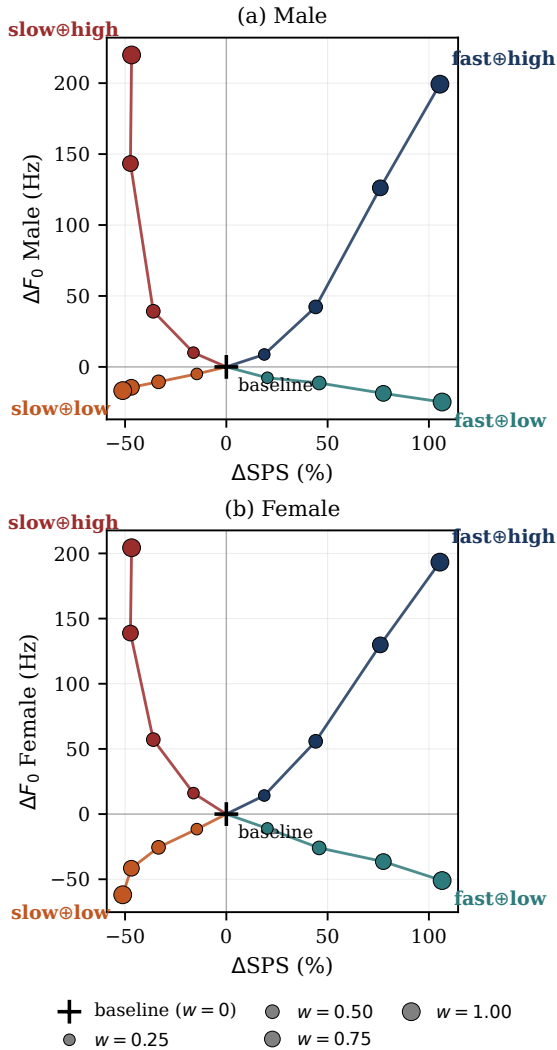 (a) Male
slow⊕high
fast⊕high
200
150
100
50
0
ΔF₀ Male (Hz)
baseline
slow⊕low
fast⊕low
−50
0
50
100
ΔSPS (%)
(b) Female
slow⊕high
fast⊕high
200
150
100
50
0
−50
ΔF₀ Female (Hz)
baseline
slow⊕low
fast⊕low
−50
0
50
100
ΔSPS (%)
baseline (w = 0)
w = 0.25
w = 0.50
w = 0.75
w = 1.00